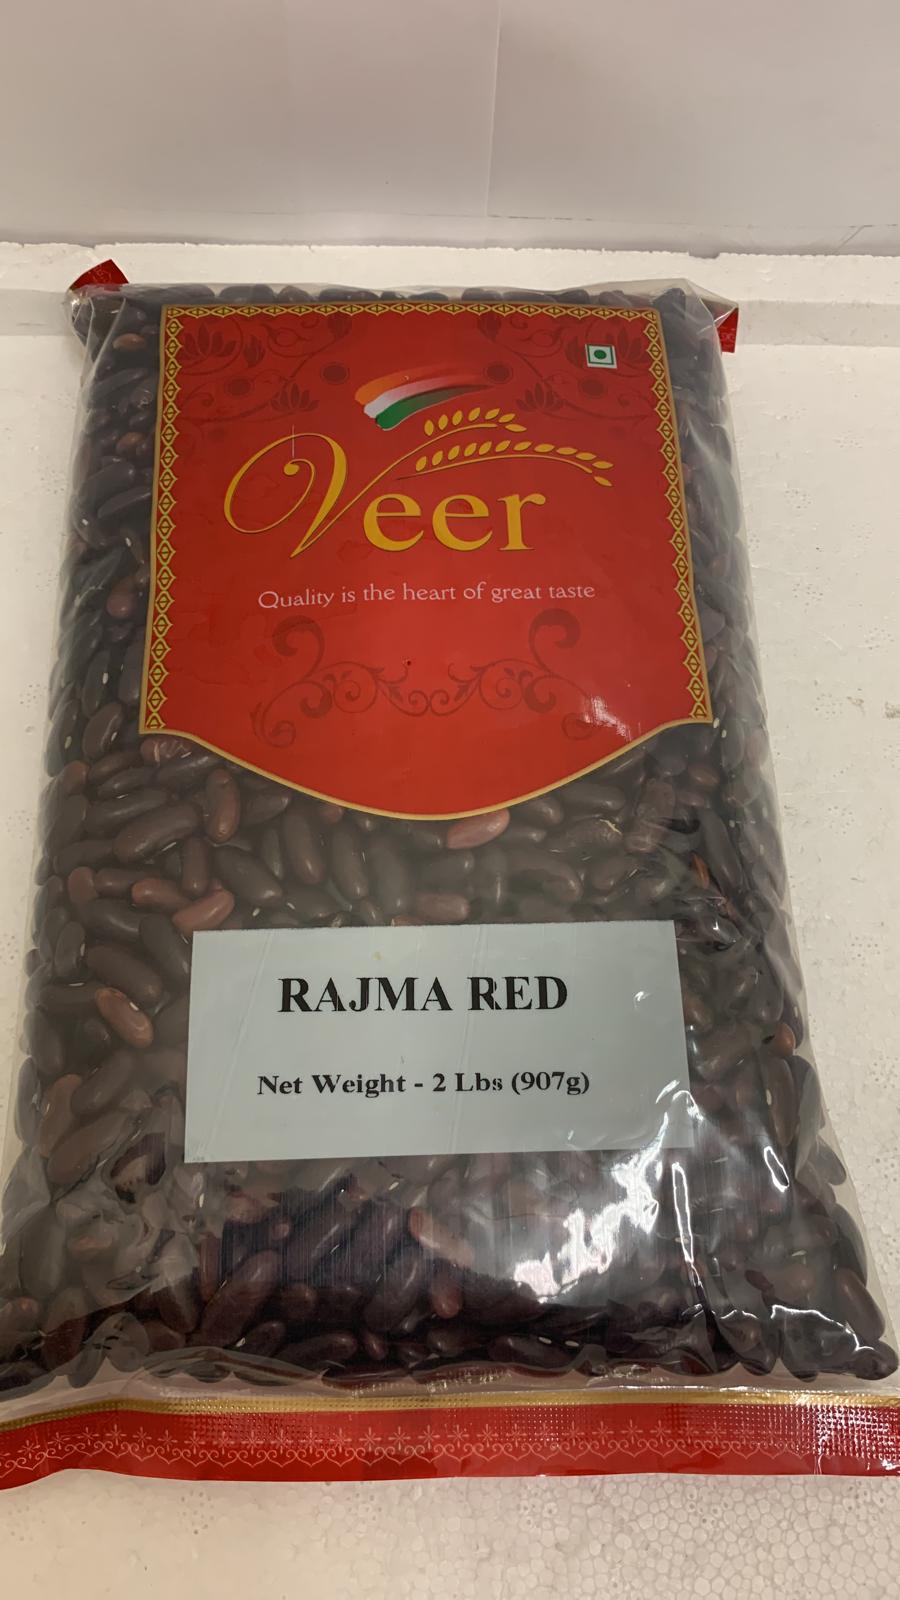 Veer
Quality is the heart of great taste
RAJMA RED
Net Weight - 2 Lbs (907g)